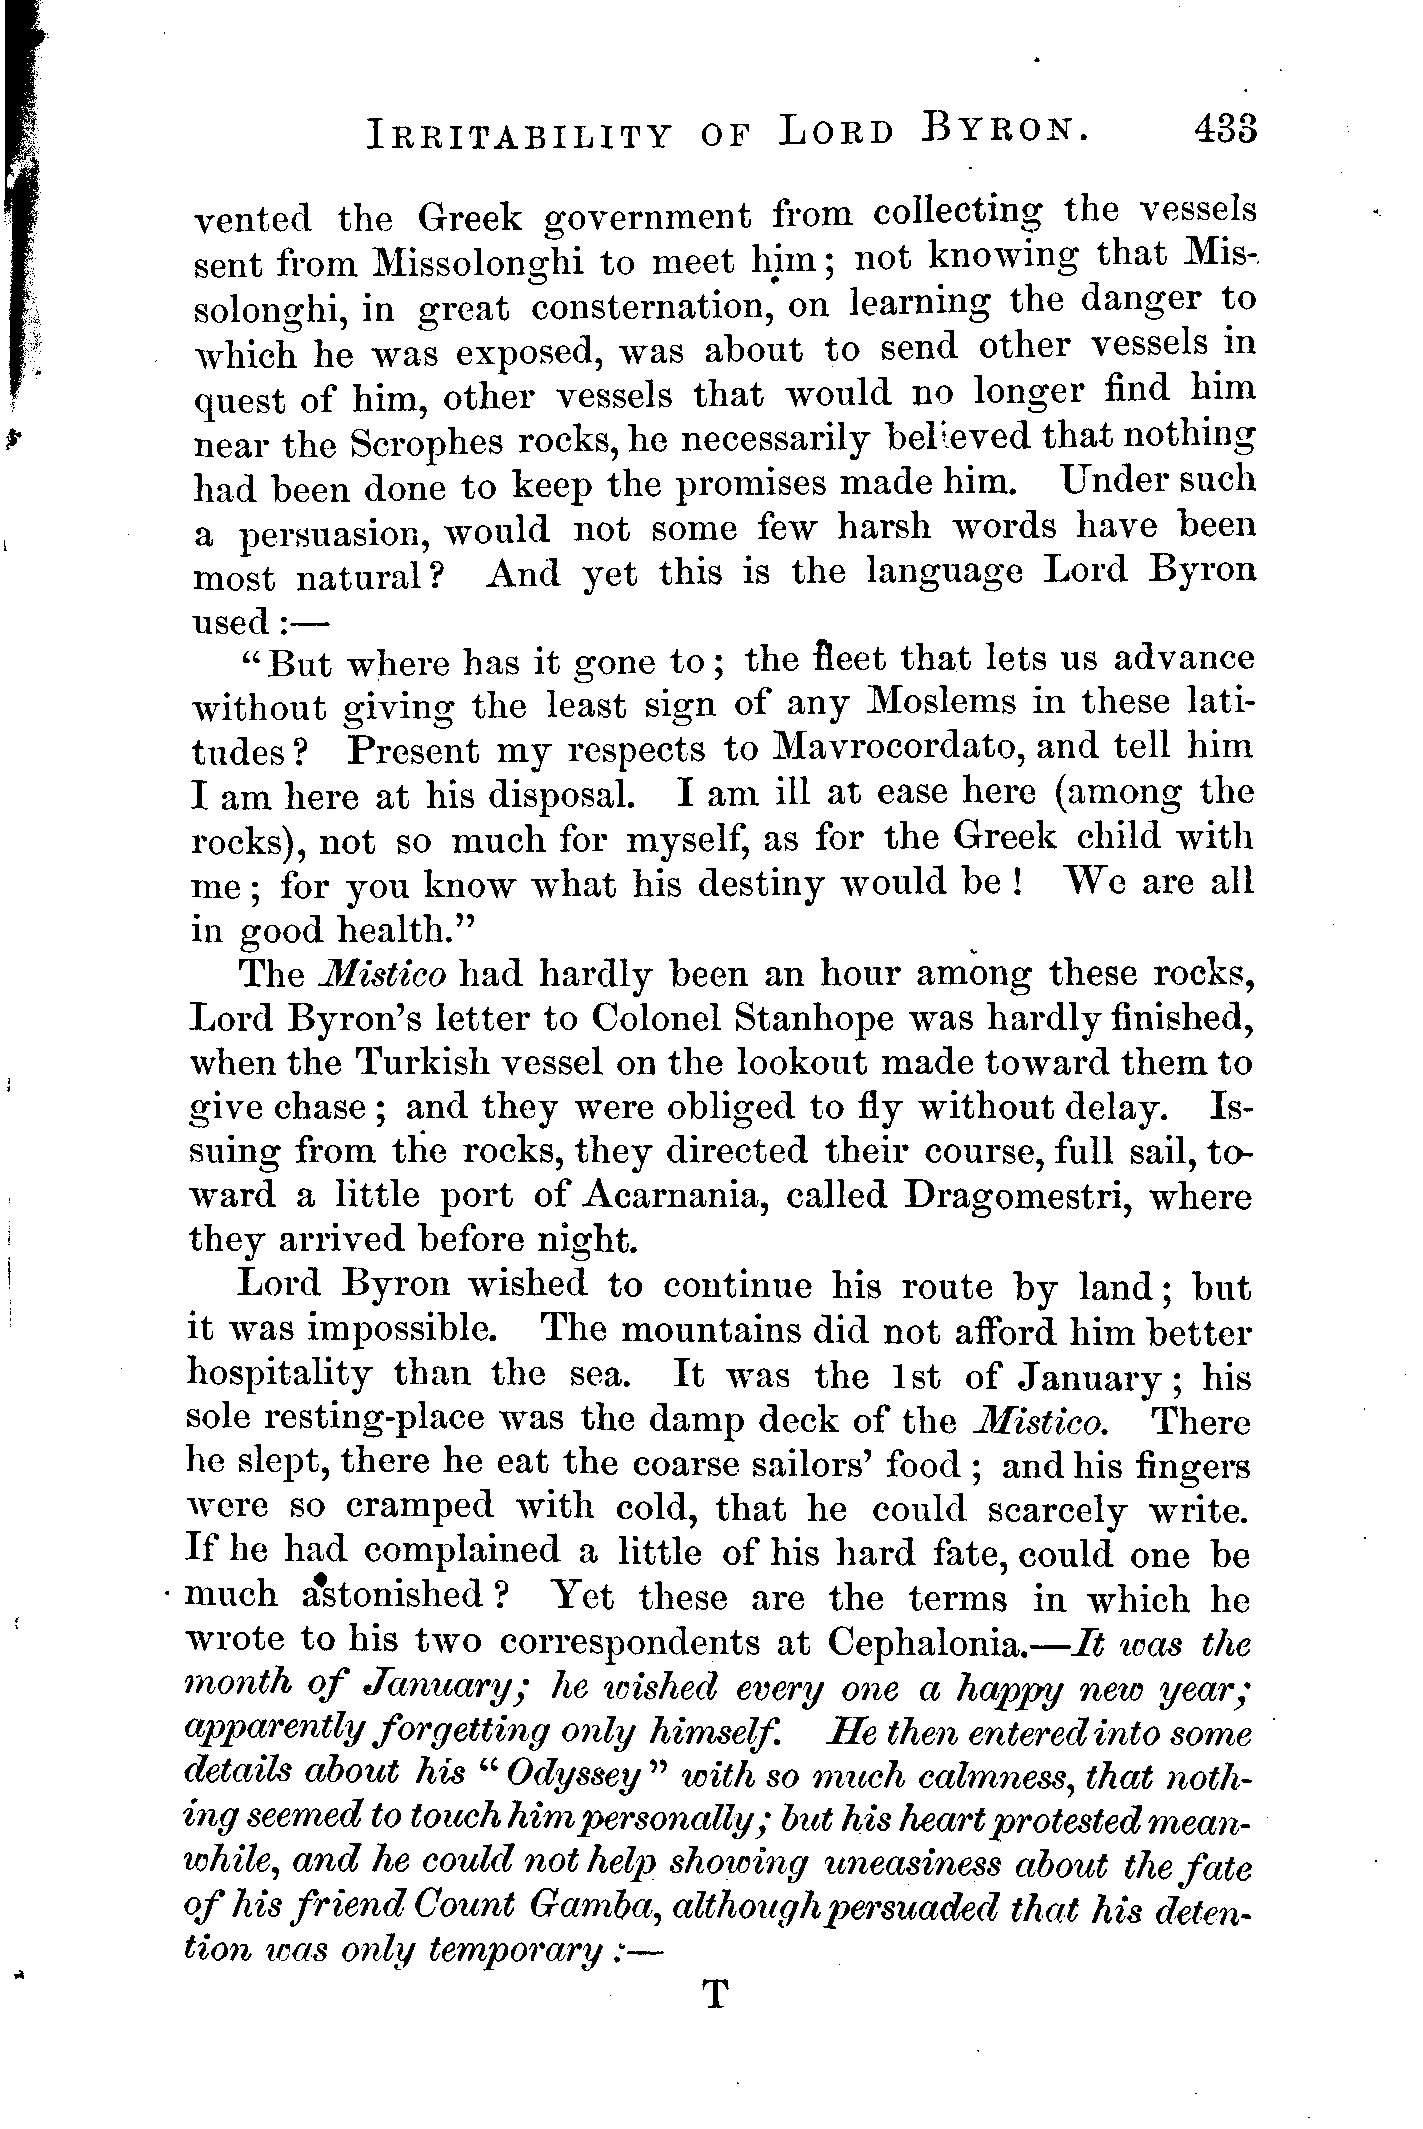 IRRITABILITY OF LORD BYRON. 433
vented the Greek government from collecting the vessels
sent from Missolonghi to meet him; not knowing that Mis-
solonghi, in great consternation, on learning the danger to
which he was exposed, was about to send other vessels in
quest of him, other vessels that would no longer find him
near the Scrophes rocks, he necessarily believed that nothing
had been done to keep the promises made him. Under such
a persuasion, would not some few harsh words have been
most natural? And yet this is the language Lord Byron
used:—
"But where has it gone to; the fleet that lets us advance
without giving the least sign of any Moslems in these lati-
tudes? Present my respects to Mavrocordato, and tell him
I am here at his disposal. I am ill at ease here (among the
rocks), not so much for myself, as for the Greek child with
me; for you know what his destiny would be! We are all
in good health."
The Mistico had hardly been an hour among these rocks,
Lord Byron's letter to Colonel Stanhope was hardly finished,
when the Turkish vessel on the lookout made toward them to
give chase; and they were obliged to fly without delay. Is-
suing from the rocks, they directed their course, full sail, to-
ward a little port of Acarnania, called Dragomestri, where
they arrived before night.
Lord Byron wished to continue his route by land; but
it was impossible. The mountains did not afford him better
hospitality than the sea. It was the 1st of January; his
sole resting-place was the damp deck of the Mistico. There
he slept, there he eat the coarse sailors' food; and his fingers
were so cramped with cold, that he could scarcely write.
If he had complained a little of his hard fate, could one be
much astonished? Yet these are the terms in which he
wrote to his two correspondents at Cephalonia.—It was the
month of January; he wished every one a happy new year;
apparently forgetting only himself. He then entered into some
details about his "Odyssey" with so much calmness, that noth-
ing seemed to touch him personally; but his heart protested mean-
while, and he could not help showing uneasiness about the fate
of his friend Count Gamba, although persuaded that his deten-
tion was only temporary:—
T